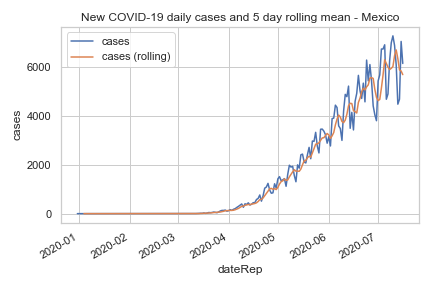 New COVID-19 daily cases and 5 day rolling mean - Mexico
cases
cases (rolling)
6000
4000
2000
0
cases
2020-01
2020-02
2020-03
2020-04
2020-05
2020-06
2020-07
dateRep